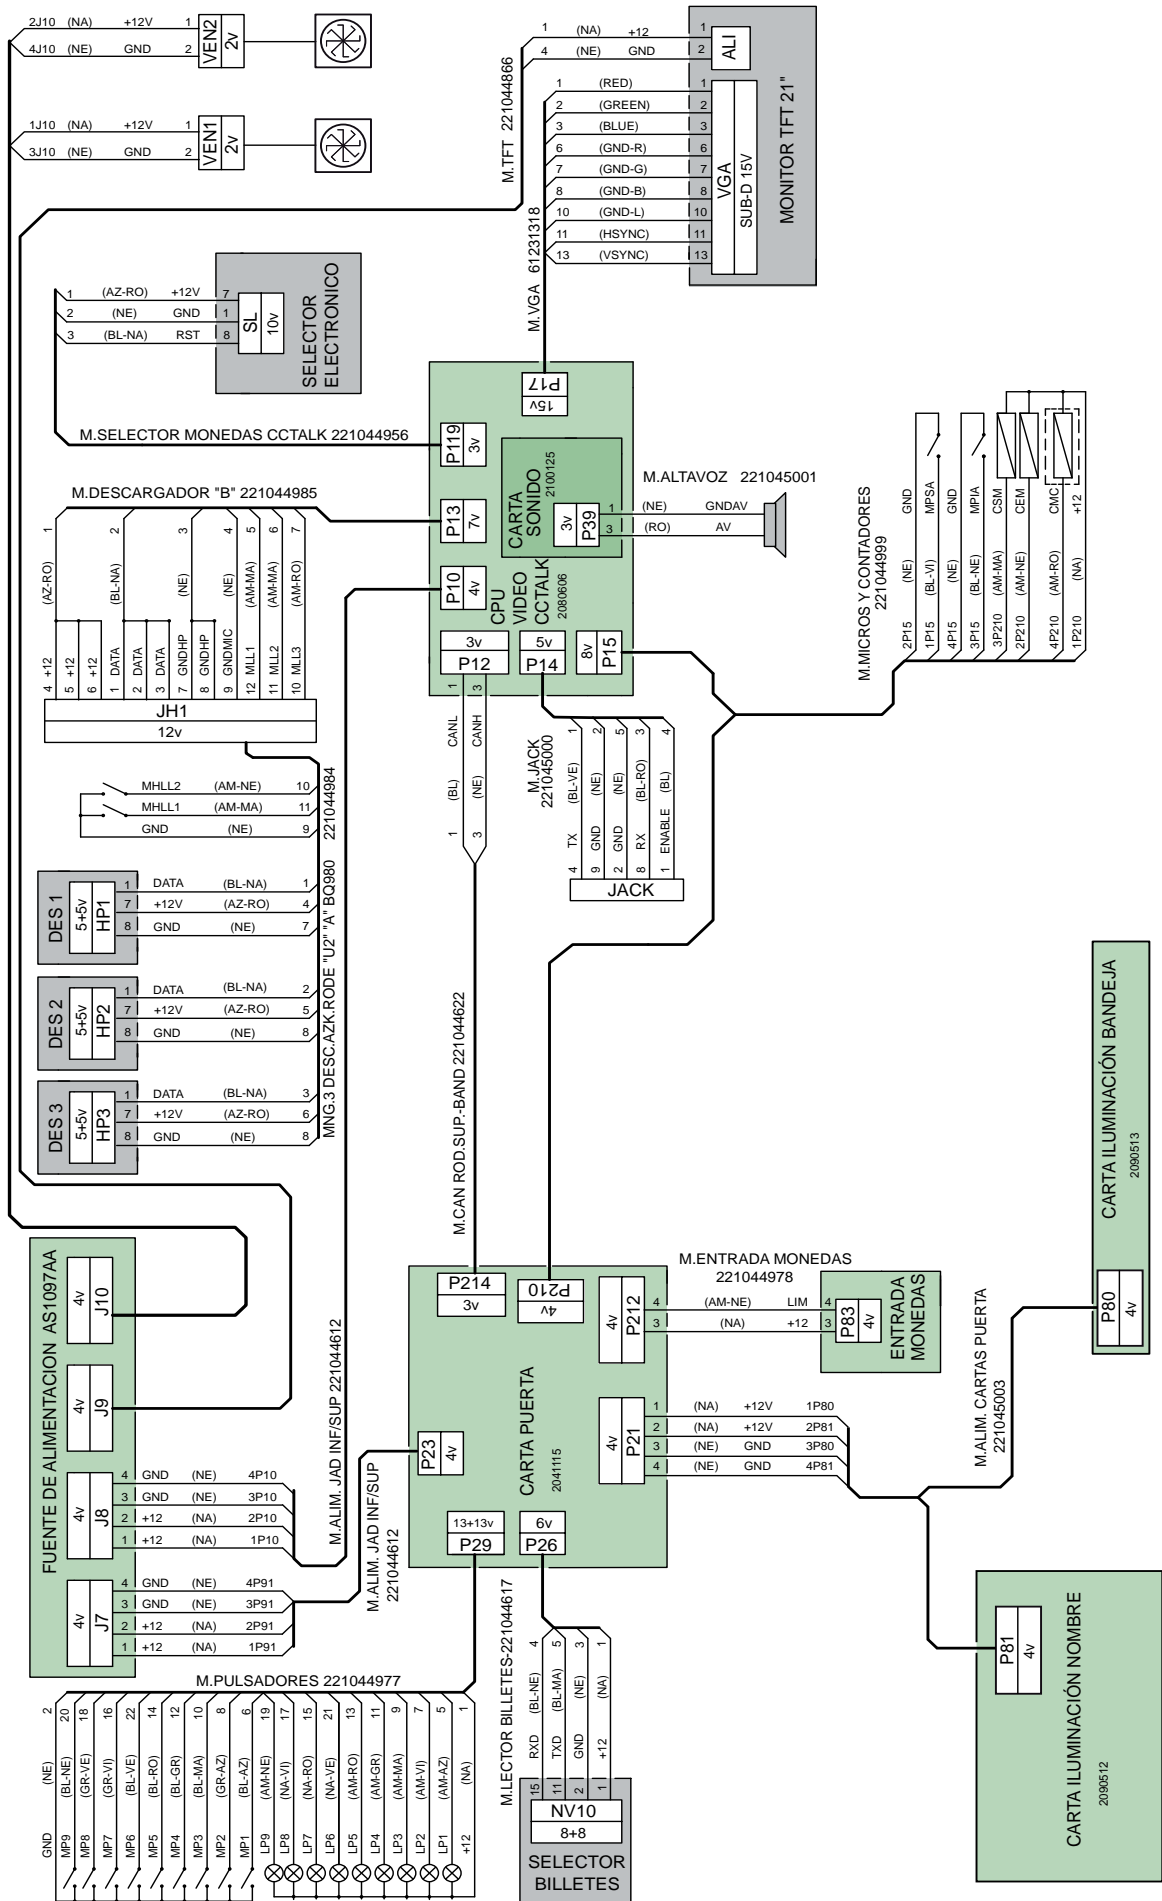 2J10 (NA) +12V 1
4J10 (NE) GND 2
VEN2
2v
1J10 (NA) +12V 1
3J10 (NE) GND 2
VEN1
2v
M.TFT 221044866
1 (NA) +12 1
4 (NE) GND 2
ALI
1 (RED) 1
2 (GREEN) 2
3 (BLUE) 3
6 (GND-R) 6
7 (GND-G) 7
8 (GND-B) 8
10 (GND-L) 10
11 (HSYNC) 11
13 (VSYNC) 13
VGA
SUB-D 15V
MONITOR TFT 21"
M.VGA 61231318
1 (AZ-RO) +12V 7
2 (NE) GND 1
3 (BL-NA) RST 8
SL
10v
SELECTOR
ELECTRONICO
M.SELECTOR MONEDAS CCTALK 221044956
M.DESCARGADOR "B" 221044985
4 +12 (AZ-RO) 1
5 +12
6 +12
1 DATA (BL-NA) 2
2 DATA
3 DATA
7 GNDHP (NE) 3
8 GNDHP
9 GNDMIC (NE) 4
12 MLL1 (AM-MA) 5
11 MLL2 (AM-MA) 6
10 MLL3 (AM-RO) 7
JH1
12v
P17
15v
P119
3v
P13
7v
P10
4v
CARTA
SONIDO
2100125
3v
P39
CPU
VIDEO
CCTALK
2080606
3v
P12
5v
P14
8v
P15
M.ALTAVOZ 221045001
1 (NE) GNDAV
3 (RO) AV
M.MICROS Y CONTADORES
221044999
2P15 (NE) GND
1P15 (BL-VI) MPSA
4P15 (NE) GND
3P15 (BL-NE) MPIA
3P210 (AM-MA) CSM
2P210 (AM-NE) CEM
4P210 (AM-RO) CMC
1P210 (NA) +12
MHLL2 (AM-NE) 10
MHLL1 (AM-MA) 11
GND (NE) 9
DES 1
5+5v
HP1
1 DATA (BL-NA) 1
7 +12V (AZ-RO) 4
8 GND (NE) 7
DES 2
5+5v
HP2
1 DATA (BL-NA) 2
7 +12V (AZ-RO) 5
8 GND (NE) 8
DES 3
5+5v
HP3
1 DATA (BL-NA) 3
7 +12V (AZ-RO) 6
8 GND (NE) 8
MNG.3 DESC.AZK.RODE "U2" "A" BQ980 221044984
1 (BL) CANL 1
3 (NE) CANH 3
M.CAN ROD.SUP.-BAND 221044622
M.JACK
221045000
4 TX (BL-VE) 1
9 GND (NE) 2
2 GND (NE) 5
8 RX (BL-RO) 3
1 ENABLE (BL) 4
JACK
FUENTE DE ALIMENTACION AS1097AA
4v
J10
4v
J9
4v
J8
4v
J7
4 GND (NE) 4P10
3 GND (NE) 3P10
2 +12 (NA) 2P10
1 +12 (NA) 1P10
4 GND (NE) 4P91
3 GND (NE) 3P91
2 +12 (NA) 2P91
1 +12 (NA) 1P91
M.ALIM. JAD INF/SUP 221044612
M.ALIM. JAD INF/SUP
221044612
P214
3v
P210
4v
4v
P212
P23
4v
CARTA PUERTA
2041115
4v
P21
13+13v
P29
6v
P26
M.ENTRADA MONEDAS
221044978
4 (AM-NE) LIM 4
3 (NA) +12 3
P83
4v
ENTRADA
MONEDAS
1 (NA) +12V 1P80
2 (NA) +12V 2P81
3 (NE) GND 3P80
4 (NE) GND 4P81
M.ALIM. CARTAS PUERTA
221045003
P80
4v
CARTA ILUMINACIÓN BANDEJA
2090513
P81
4v
CARTA ILUMINACIÓN NOMBRE
2090512
M.PULSADORES 221044977
GND (NE) 2
MP9 (BL-NE) 20
MP8 (GR-VE) 18
MP7 (GR-VI) 16
MP6 (BL-VE) 22
MP5 (BL-RO) 14
MP4 (BL-GR) 12
MP3 (BL-MA) 10
MP2 (GR-AZ) 8
MP1 (BL-AZ) 6
LP9 (AM-NE) 19
LP8 (NA-VI) 17
LP7 (NA-RO) 15
LP6 (NA-VE) 21
LP5 (AM-RO) 13
LP4 (AM-GR) 11
LP3 (AM-MA) 9
LP2 (AM-VI) 7
LP1 (AM-AZ) 5
+12 (NA) 1
M.LECTOR BILLETES-221044617
15 RXD (BL-NE) 4
11 TXD (BL-MA) 5
2 GND (NE) 3
1 +12 (NA) 1
NV10
8+8
SELECTOR
BILLETES